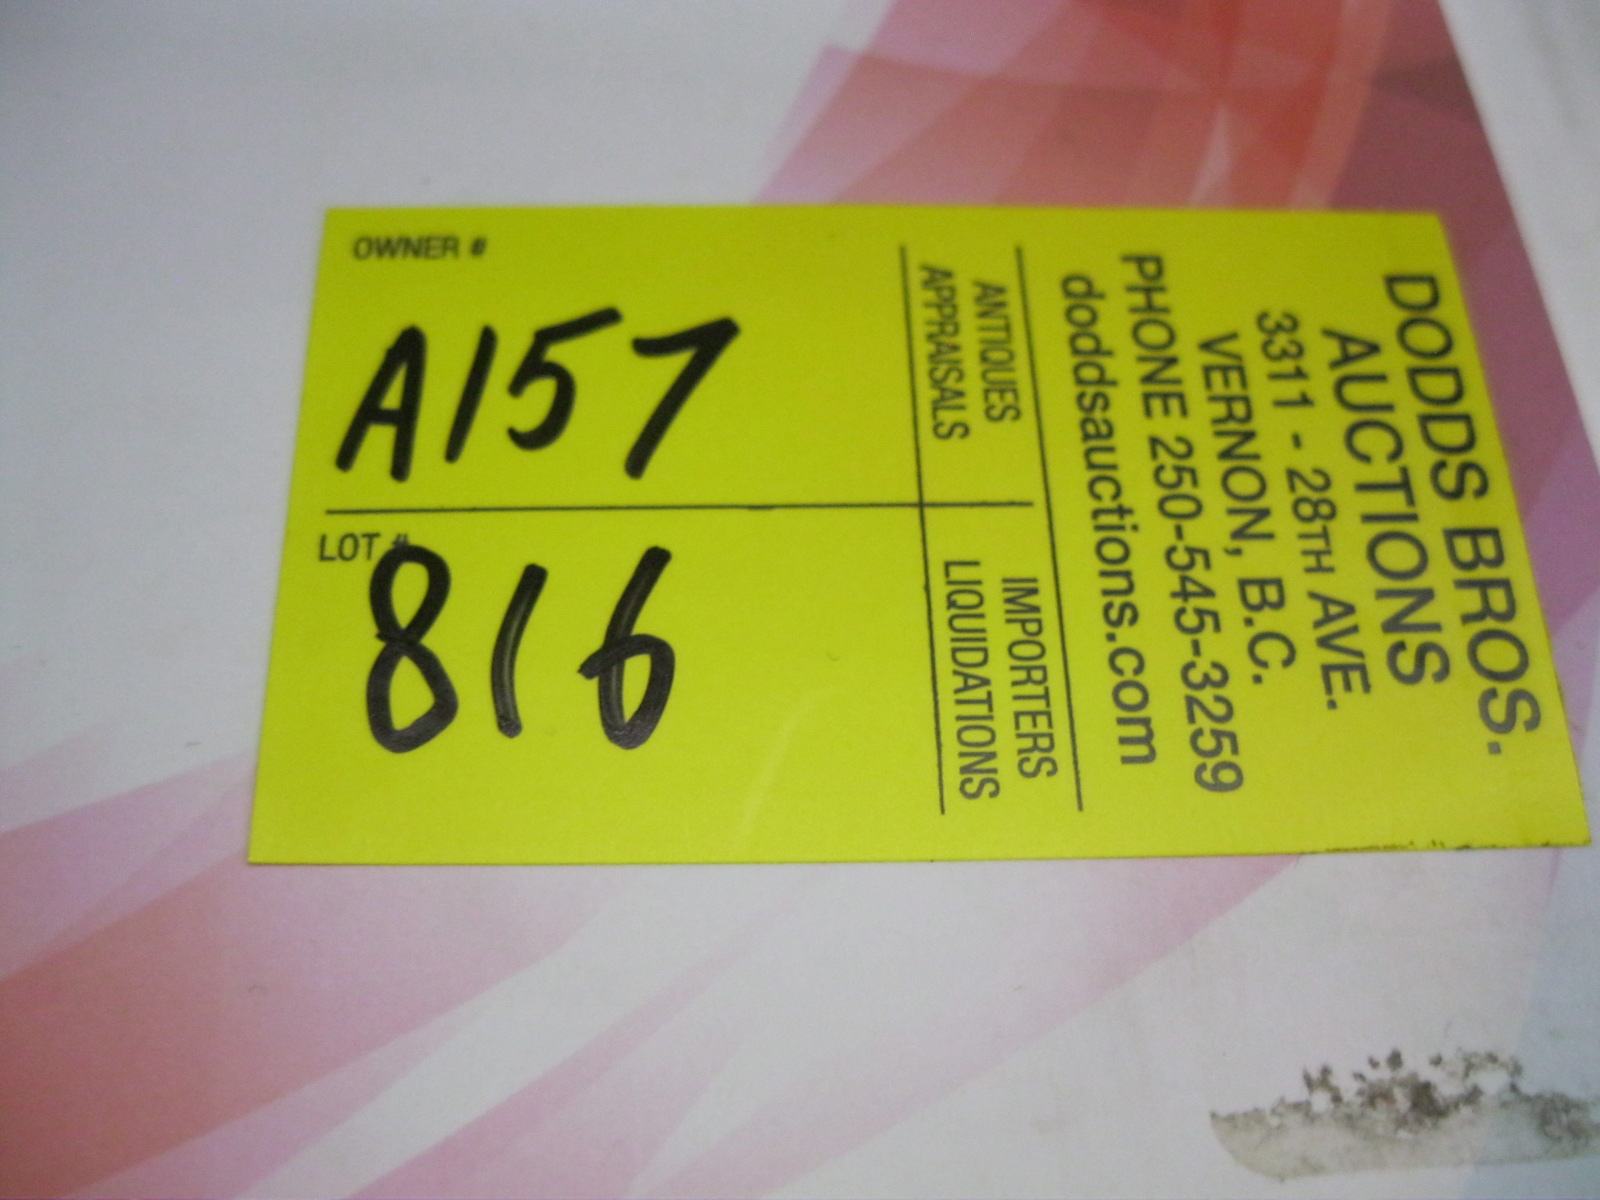 DODDS BROS.
AUCTIONS
3311 - 28TH AVE.
VERNON, B.C.
PHONE 250-545-3259
doddsauctions.com
ANTIQUES
APPRAISALS
IMPORTERS
LIQUIDATIONS
OWNER #
A157
LOT #
816